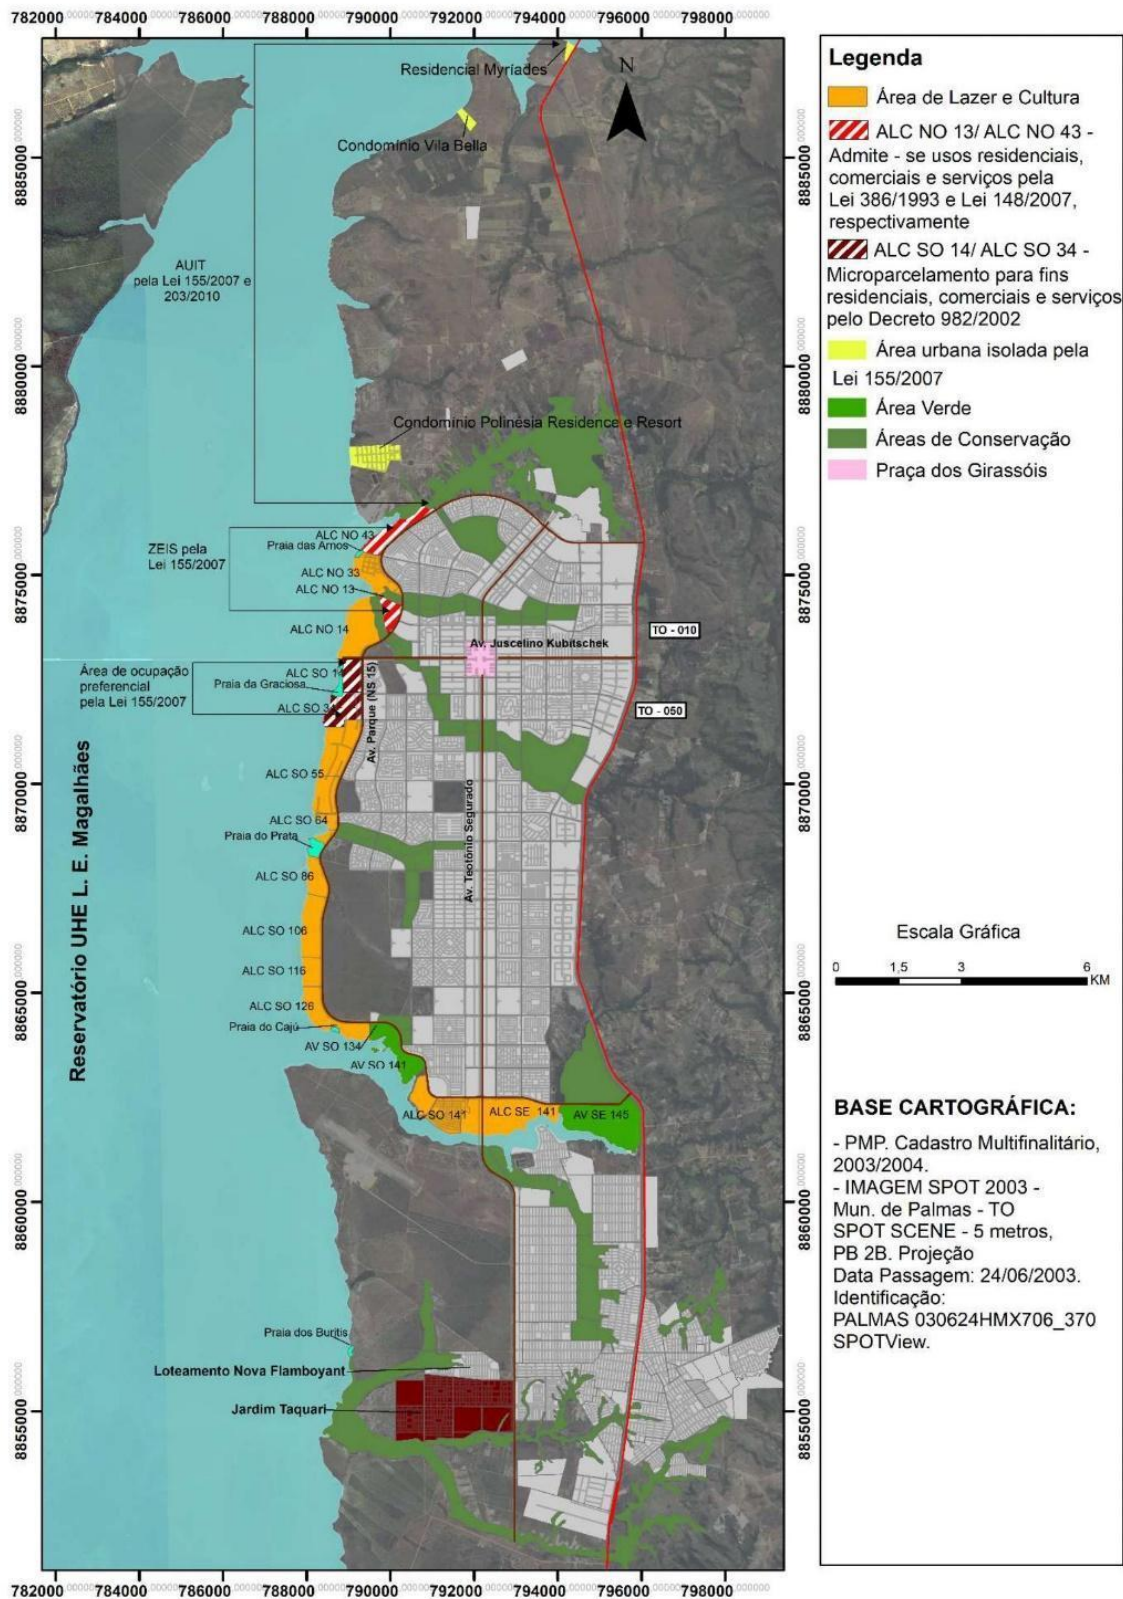 782000 784000 786000 788000 790000 792000 794000 796000 798000
Residencial Myríades
N
Condomínio Vila Bella
8885000
AUIT
pela Lei 155/2007 e
203/2010
8880000
Condomínio Polinésia Residence e Resort
ALC NO 43
Praia das Arnos
ZEIS pela
Lei 155/2007
ALC NO 33
8875000
ALC NO 13
ALC NO 14
TO - 010
Av. Juscelino Kubitschek
Área de ocupação
preferencial
pela Lei 155/2007
ALC SO 14
Praia da Graciosa
ALC SO 34
Av. Parque (NS 15)
TO - 050
ALC SO 55
8870000
ALC SO 64
Praia do Prata
Av. Teotônio Segurado
ALC SO 86
Reservatório UHE L. E. Magalhães
ALC SO 106
ALC SO 116
8865000
ALC SO 126
Praia do Cajú
AV SO 134
AV SO 141
ALC SO 141
ALC SE 141
AV SE 145
8860000
Praia dos Buritis
Loteamento Nova Flamboyant
Jardim Taquari
8855000
782000 784000 786000 788000 790000 792000 794000 796000 798000
Legenda
Área de Lazer e Cultura
ALC NO 13/ ALC NO 43 -
Admite - se usos residenciais,
comerciais e serviços pela
Lei 386/1993 e Lei 148/2007,
respectivamente
ALC SO 14/ ALC SO 34 -
Microparcelamento para fins
residenciais, comerciais e serviços
pelo Decreto 982/2002
Área urbana isolada pela
Lei 155/2007
Área Verde
Áreas de Conservação
Praça dos Girassóis
Escala Gráfica
0 1,5 3 6
KM
BASE CARTOGRÁFICA:
- PMP. Cadastro Multifinalitário,
2003/2004.
- IMAGEM SPOT 2003 -
Mun. de Palmas - TO
SPOT SCENE - 5 metros,
PB 2B. Projeção
Data Passagem: 24/06/2003.
Identificação:
PALMAS 030624HMX706_370
SPOTView.